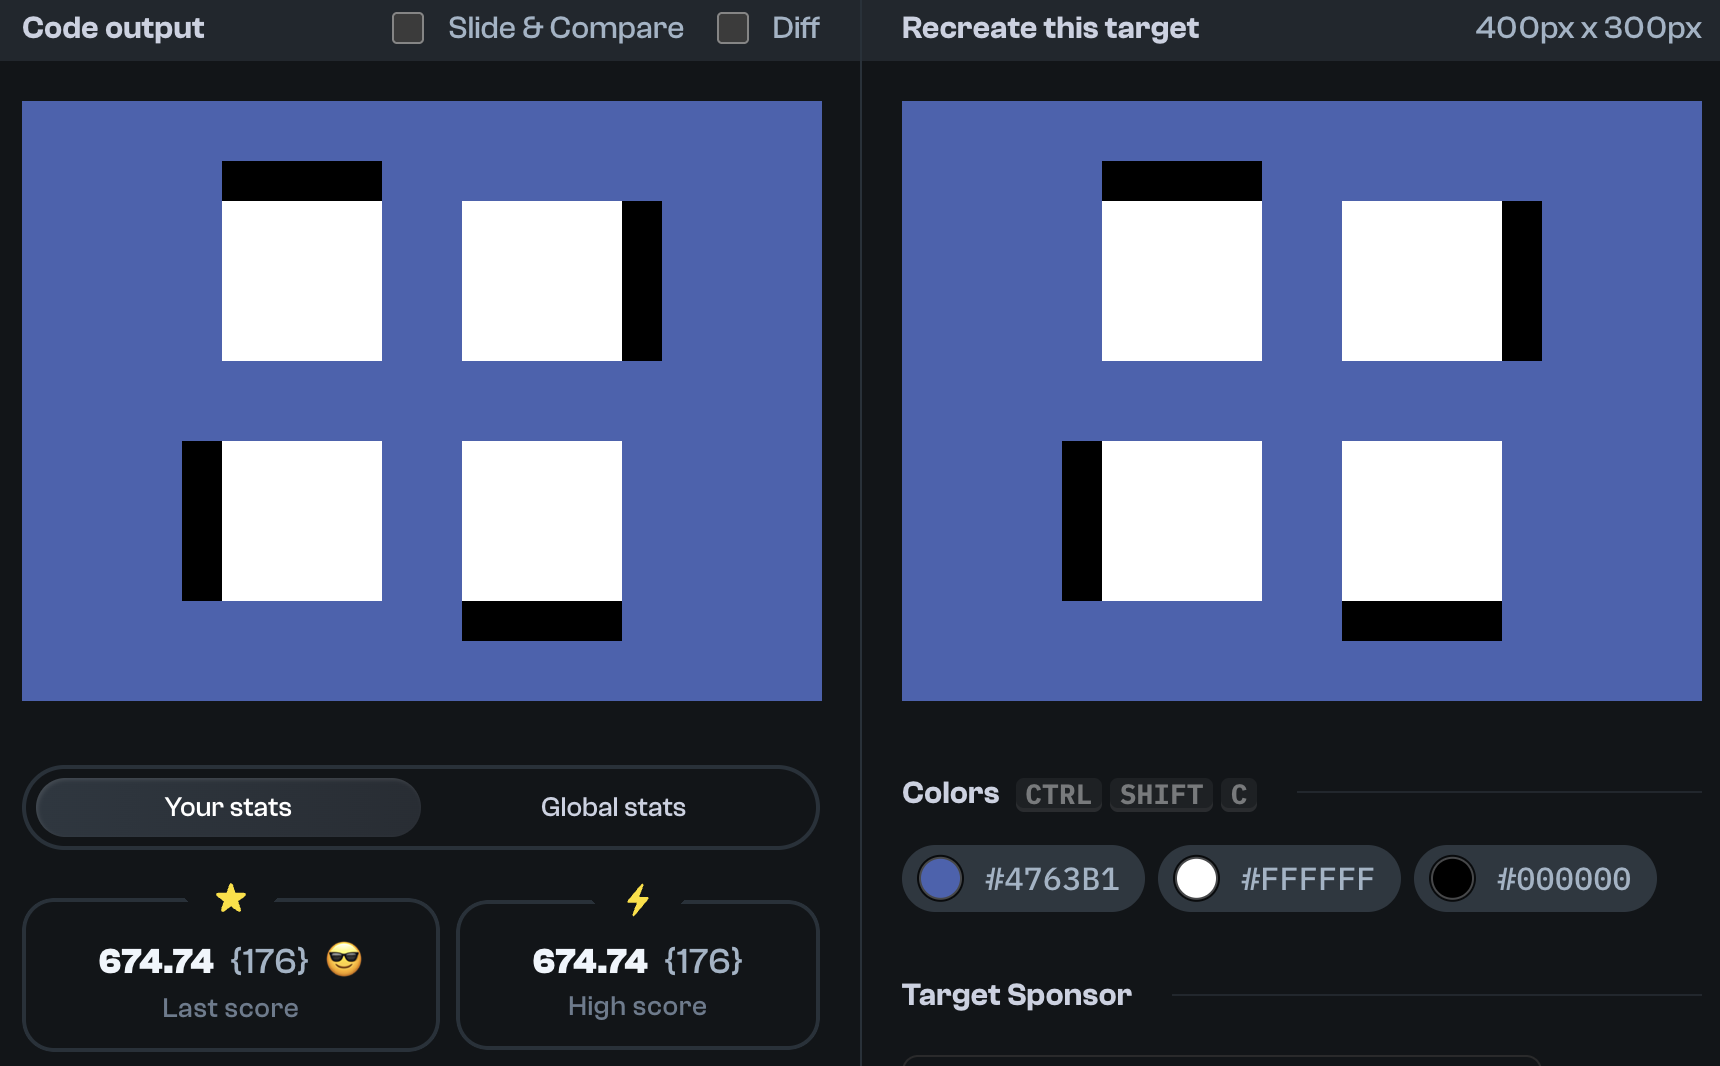 Code output
Slide & Compare
Diff
Recreate this target
400px x 300px
Your stats
Global stats
674.74 {176} 😎
Last score
674.74 {176}
High score
Colors CTRL SHIFT C
#4763B1
#FFFFFF
#000000
Target Sponsor